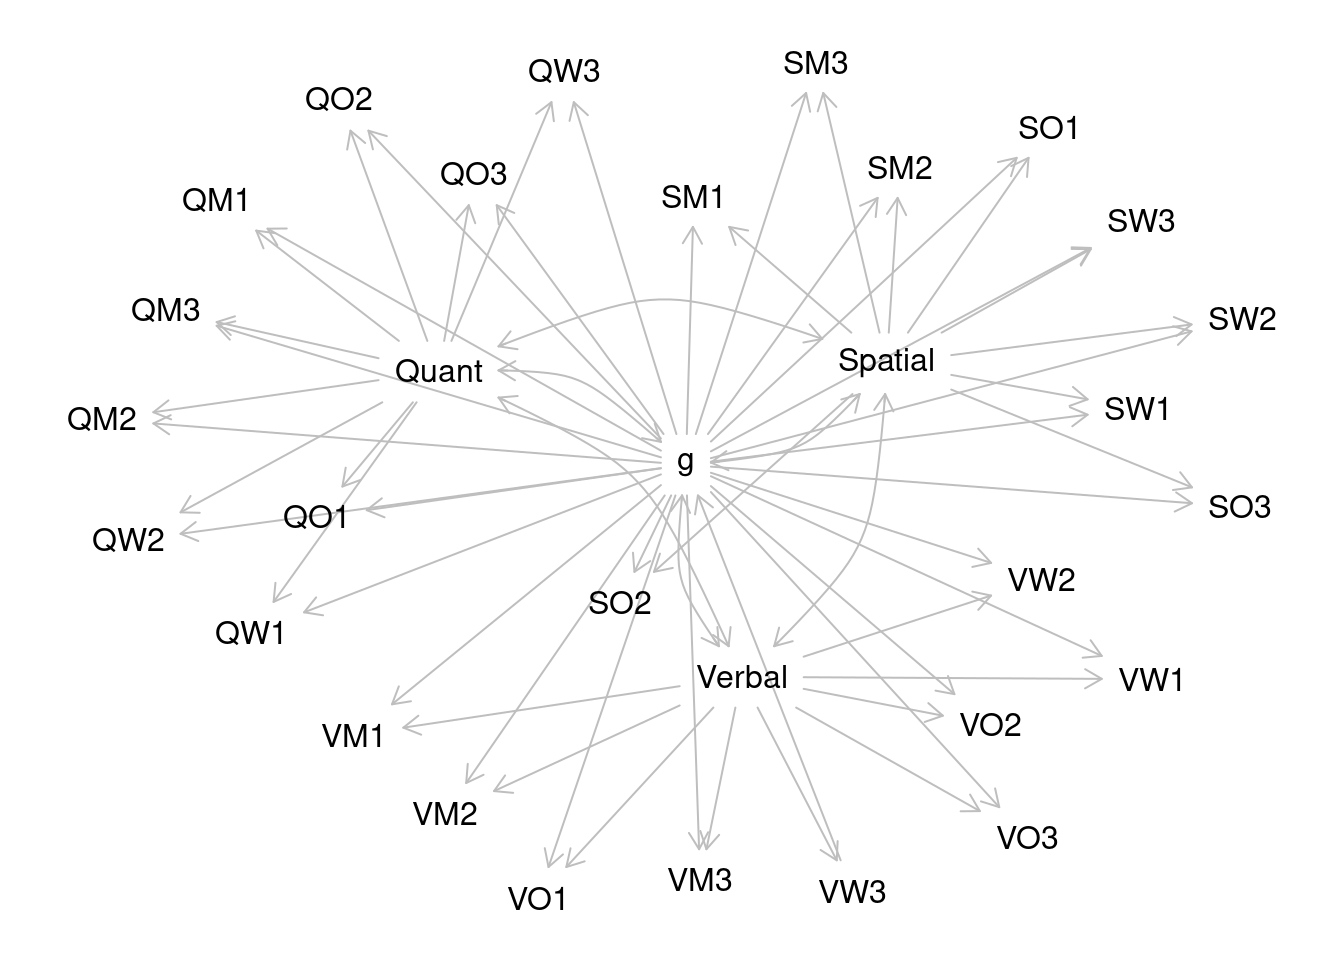 SM3
QW3
QO2
SO1
SM2
QO3
SM1
QM1
SW3
QM3
SW2
Spatial
Quant
SW1
QM2
g
SO3
QO1
QW2
VW2
SO2
QW1
Verbal
VW1
VO2
VM1
VM2
VO3
VM3
VW3
VO1